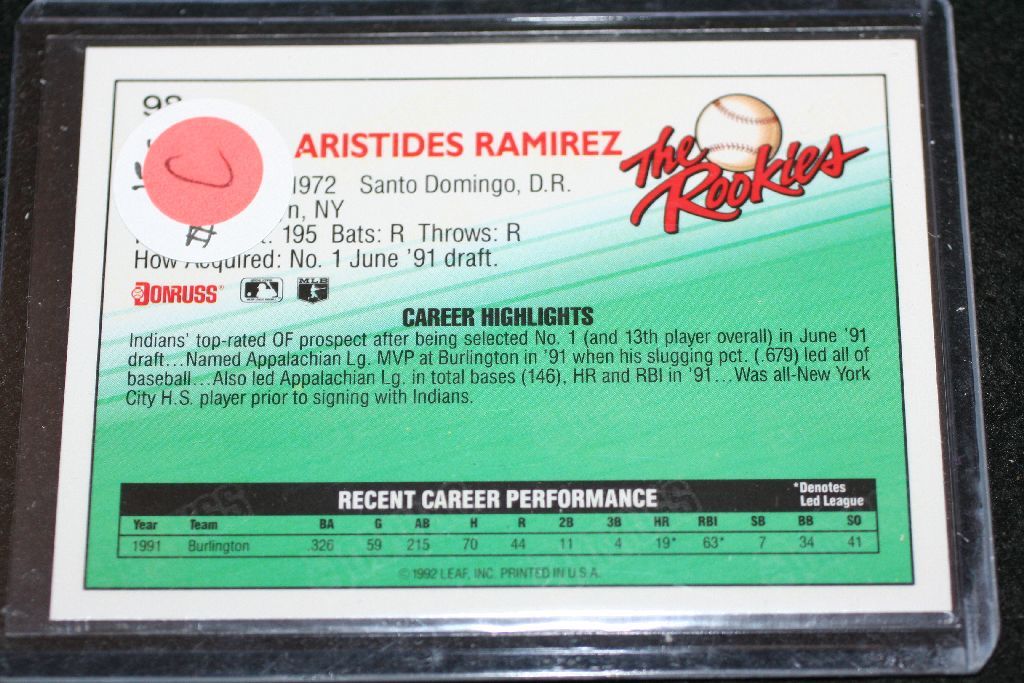 98
ARISTIDES RAMIREZ
The Rookies
1972 Santo Domingo, D.R.
NY
195 Bats: R Throws: R
How Acquired: No. 1 June '91 draft.
DONRUSS MLB
CAREER HIGHLIGHTS
Indians' top-rated OF prospect after being selected No. 1 (and 13th player overall) in June '91
draft...Named Appalachian Lg. MVP at Burlington in '91 when his slugging pct. (.679) led all of
baseball...Also led Appalachian Lg. in total bases (146), HR and RBI in '91...Was all-New York
City H.S. player prior to signing with Indians.
RECENT CAREER PERFORMANCE
*Denotes
Led League
Year Team BA G AB H R 2B 3B HR RBI SB BB SO
1991 Burlington .326 59 215 70 44 11 4 19* 63* 7 34 41
©1992 LEAF, INC. PRINTED IN U.S.A.